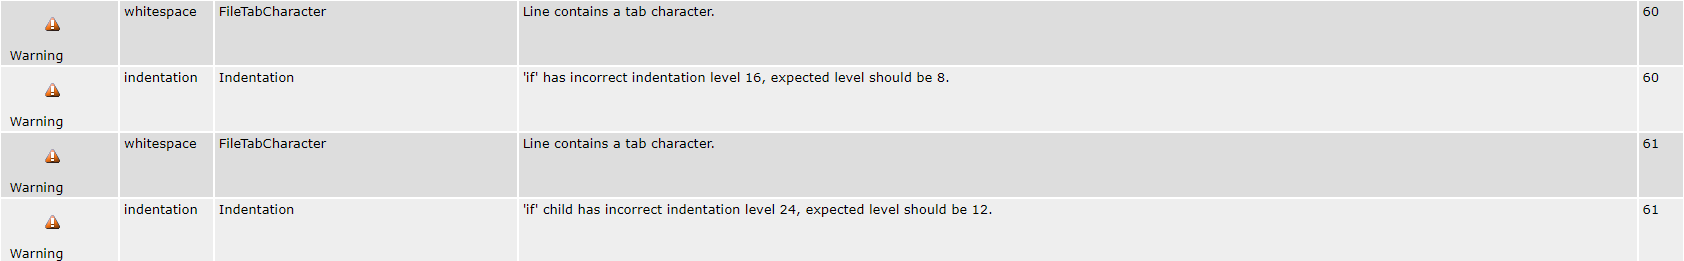 Warning whitespace FileTabCharacter Line contains a tab character. 60
Warning indentation Indentation 'if' has incorrect indentation level 16, expected level should be 8. 60
Warning whitespace FileTabCharacter Line contains a tab character. 61
Warning indentation Indentation 'if' child has incorrect indentation level 24, expected level should be 12. 61